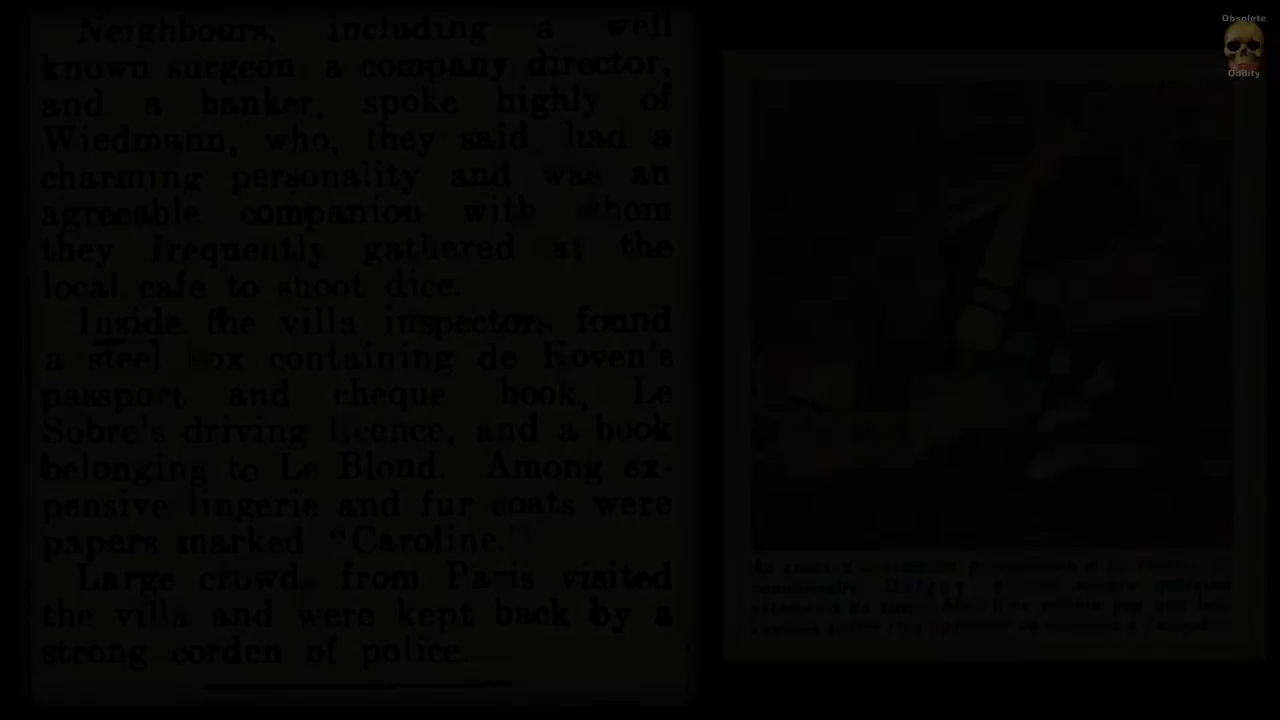 Neighbours, including a well
known surgeon a company director,
and a banker, spoke highly of
Wiedmann, who, they said had a
charming personality and was an
agreeable companion with whom
they frequently gathered at the
local cafe to shoot dice.
Inside the villa inspectors found
a steel box containing de Koven's
passport and cheque book, Le
Sobre's driving licence, and a book
belonging to Le Blond. Among ex-
pensive lingerie and fur coats were
papers marked "Caroline."
Large crowds from Paris visited
the villa and were kept back by a
strong corden of police.
Obsolete
Oddity